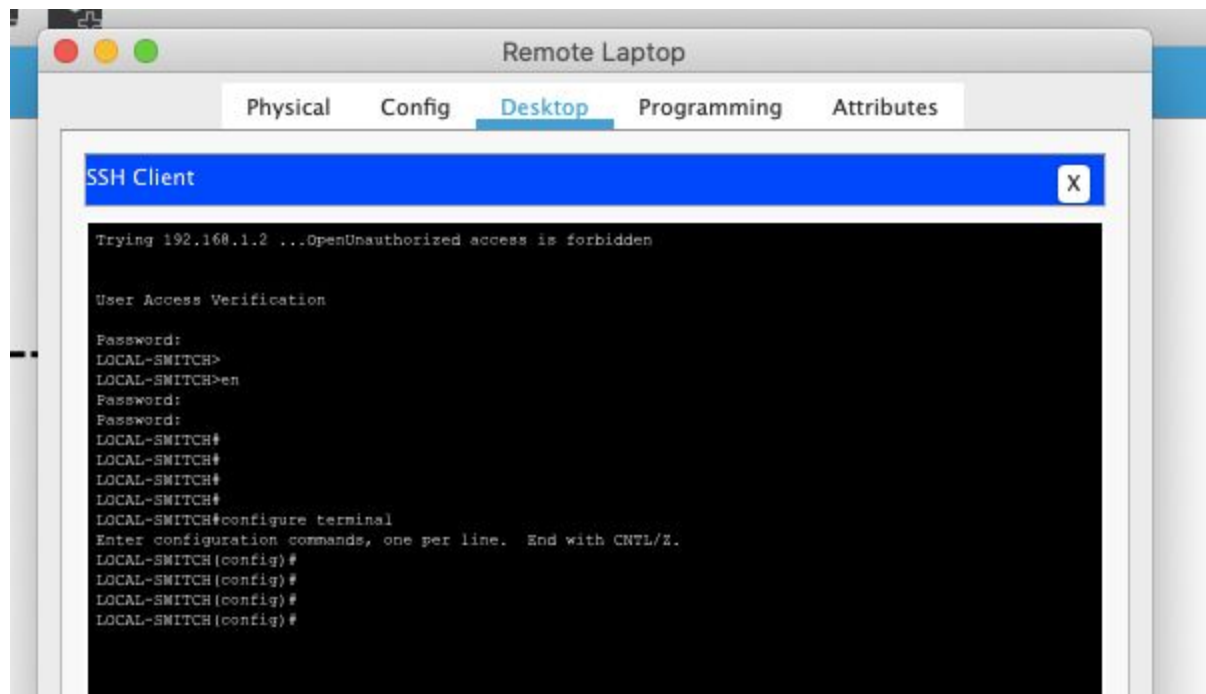 Remote Laptop
Physical Config Desktop Programming Attributes
SSH Client
X
Trying 192.168.1.2 ...OpenUnauthorized access is forbidden
User Access Verification
Password:
LOCAL-SWITCH>
LOCAL-SWITCH>en
Password:
Password:
LOCAL-SWITCH#
LOCAL-SWITCH#
LOCAL-SWITCH#
LOCAL-SWITCH#
LOCAL-SWITCH#configure terminal
Enter configuration commands, one per line.  End with CNTL/Z.
LOCAL-SWITCH(config)#
LOCAL-SWITCH(config)#
LOCAL-SWITCH(config)#
LOCAL-SWITCH(config)#